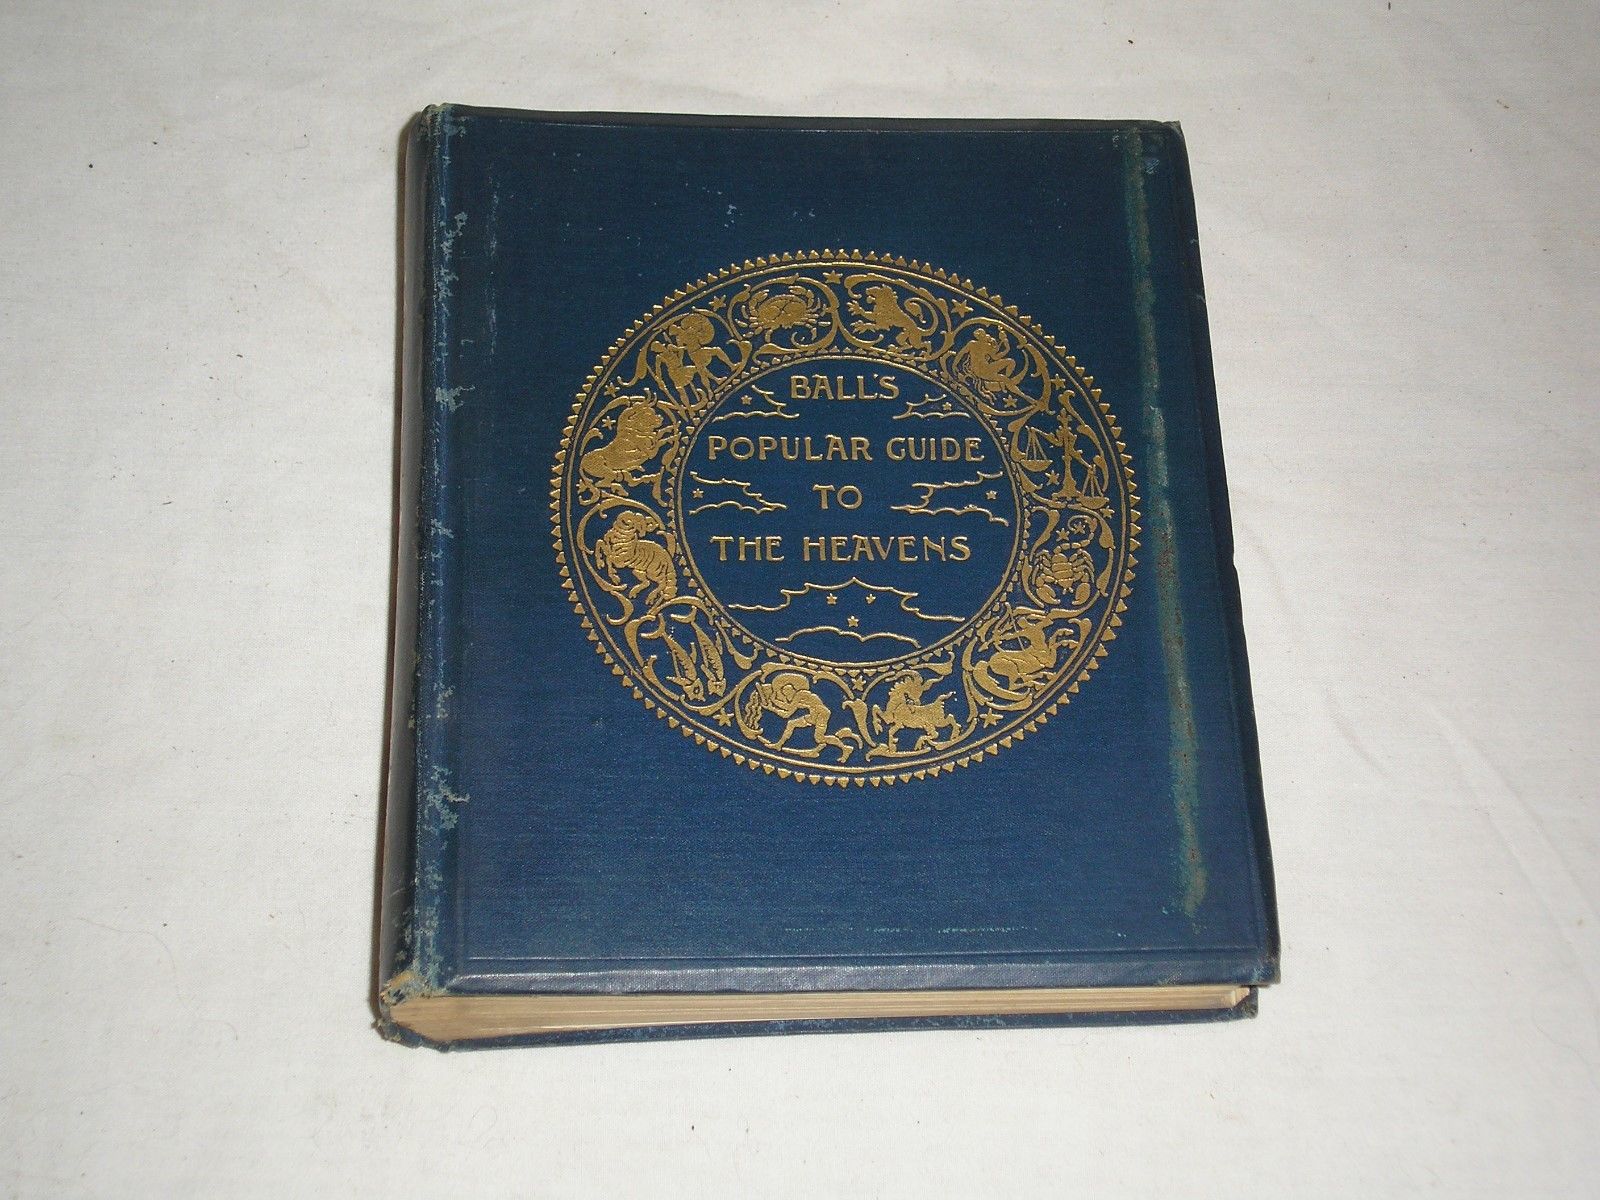 BALL'S
POPULAR GUIDE
TO
THE HEAVENS